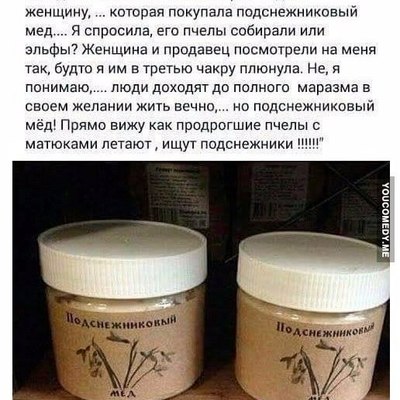 женщину, ... которая покупала подснежниковый
мед.... Я спросила, его пчелы собирали или
эльфы? Женщина и продавец посмотрели на меня
так, будто я им в третью чакру плюнула. Не, я
понимаю,.... люди доходят до полного маразма в
своем желании жить вечно,... но подснежниковый
мёд! Прямо вижу как продрогшие пчелы с
матюками летают , ищут подснежники !!!!!!"
YOUCOMEDY.ME
Подснежниковый
мёд
Подснежниковый
мёд